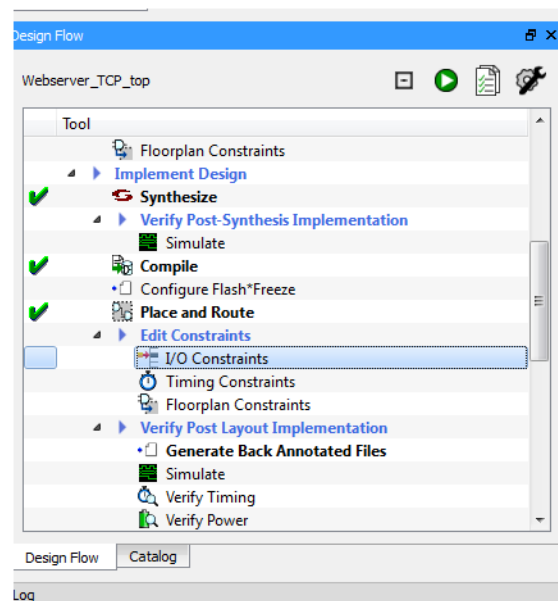 Design Flow
Webserver_TCP_top
Tool
Floorplan Constraints
Implement Design
Synthesize
Verify Post-Synthesis Implementation
Simulate
Compile
Configure Flash*Freeze
Place and Route
Edit Constraints
I/O Constraints
Timing Constraints
Floorplan Constraints
Verify Post Layout Implementation
Generate Back Annotated Files
Simulate
Verify Timing
Verify Power
Design Flow Catalog
Log